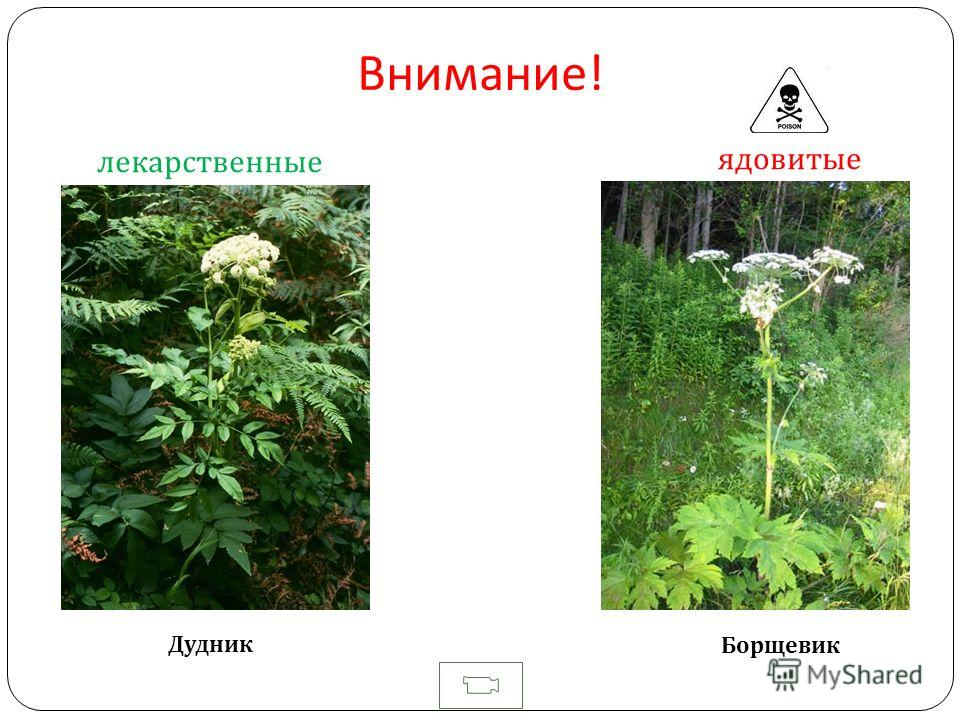 Внимание!
POISON
лекарственные
ядовитые
Дудник
Борщевик
MyShared